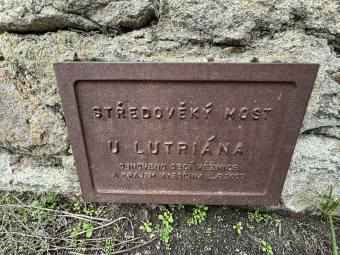 STŘEDOVĚKÝ MOST
U LUTRIÁNA
OBNOVENO OBCÍ VĚŽNICE
A KRAJEM VYSOČINA L.P.